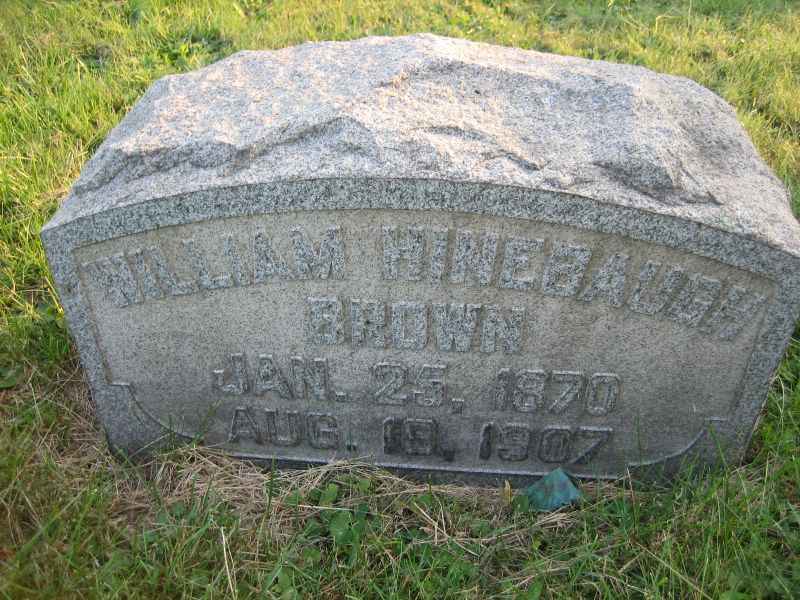 WILLIAM HINEBAUGH
BROWN
JAN. 25, 1870
AUG. 19, 1907